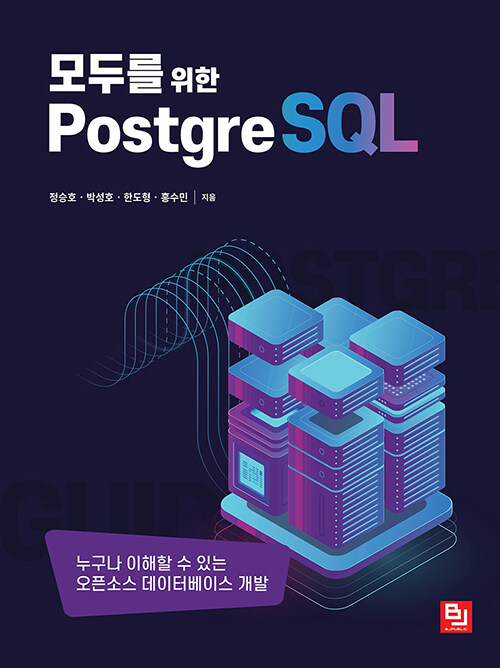 모두를 위한
PostgreSQL
정승호 · 박성호 · 한도형 · 홍수민 | 지음
POSTGRE
GUID
누구나 이해할 수 있는
오픈소스 데이터베이스 개발
BJ
BJPUBLIC